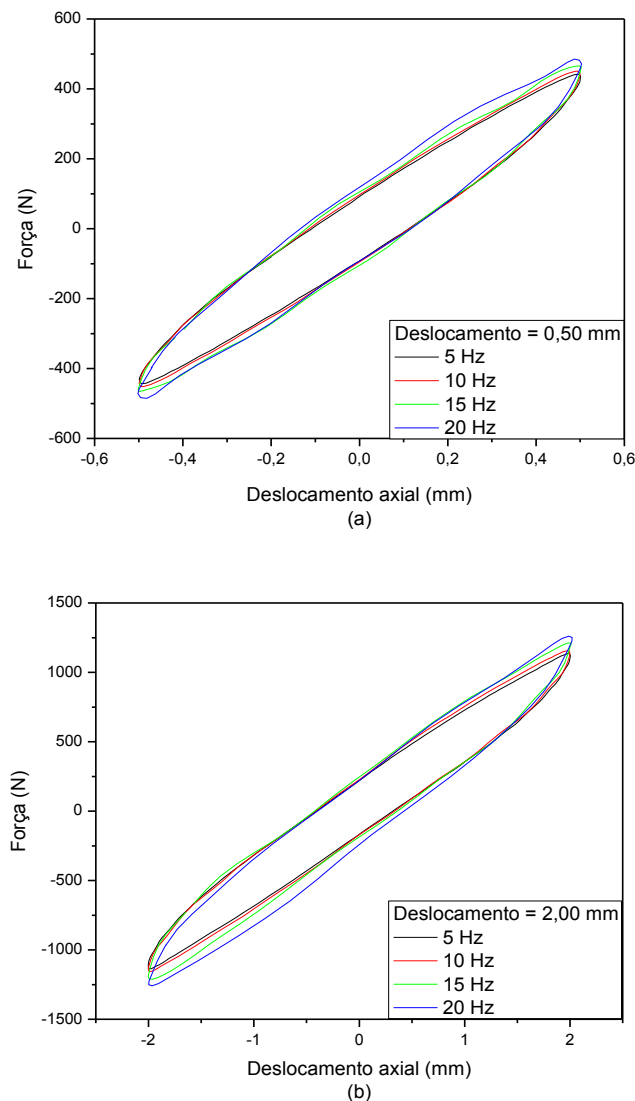 600
400
200
0
-200
-400
-600
Força (N)
Deslocamento = 0,50 mm
5 Hz
10 Hz
15 Hz
20 Hz
-0,6
-0,4
-0,2
0,0
0,2
0,4
0,6
Deslocamento axial (mm)
(a)
1500
1000
500
0
-500
-1000
-1500
Força (N)
Deslocamento = 2,00 mm
5 Hz
10 Hz
15 Hz
20 Hz
-2
-1
0
1
2
Deslocamento axial (mm)
(b)